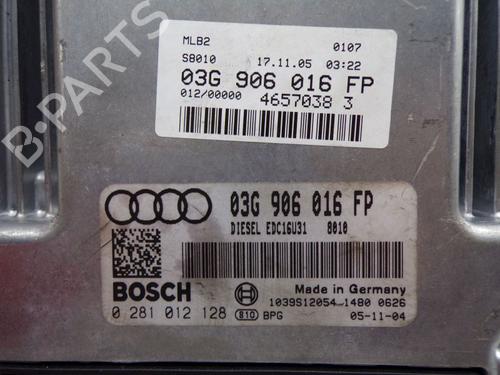 MLB2 0107
S8010 17.11.05 03:22
03G 906 016 FP
012/00000 4657038 3
03G 906 016 FP
DIESEL EDC16U31 8010
BOSCH Made in Germany
1039S12054 1480 0626
0 281 012 128 810 BPG 05-11-04
B-PARTS